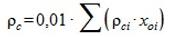 ρc = 0,01 · ∑(ρci · xoi)